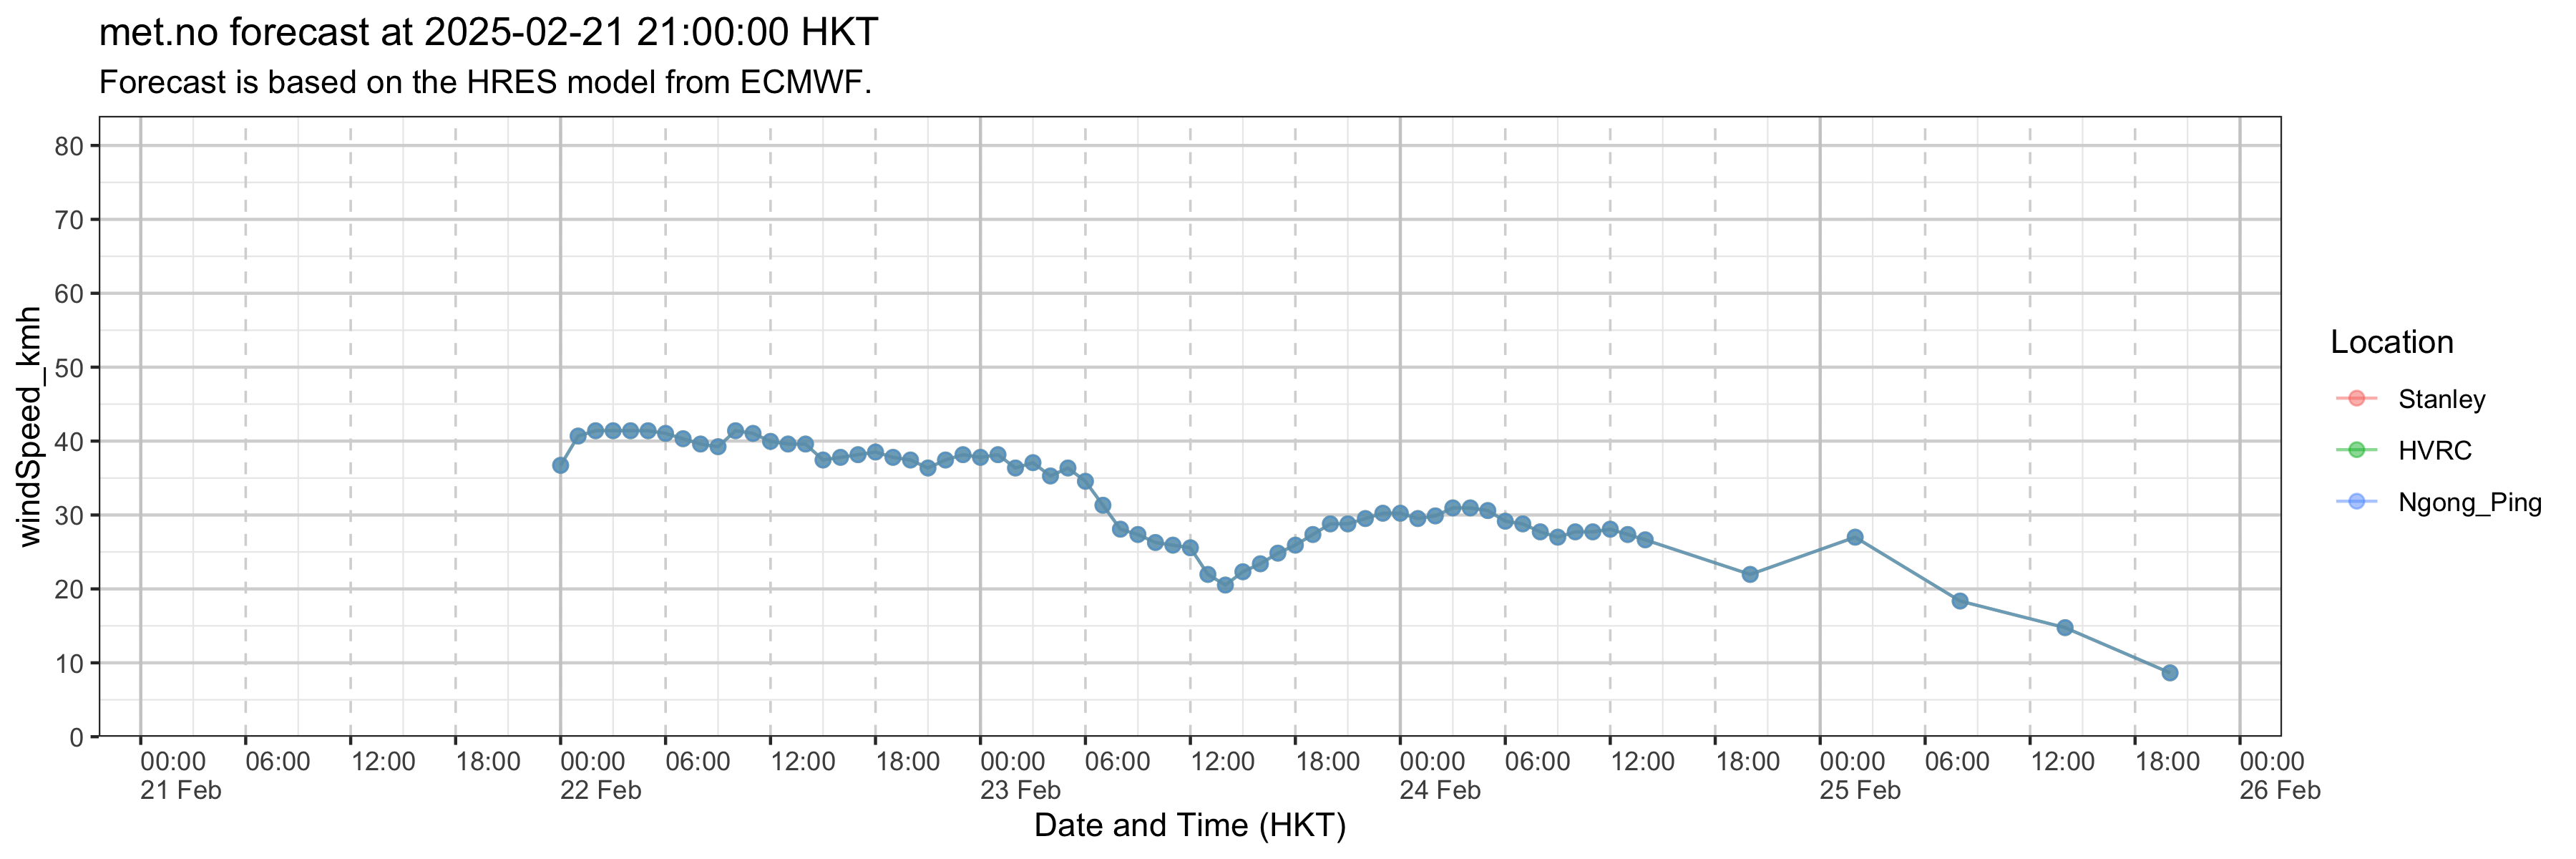 met.no forecast at 2025-02-21 21:00:00 HKT
Forecast is based on the HRES model from ECMWF.
80
70
60
50
40
30
20
10
0
windSpeed_kmh
00:00 06:00 12:00 18:00 00:00 06:00 12:00 18:00 00:00 06:00 12:00 18:00 00:00 06:00 12:00 18:00 00:00 06:00 12:00 18:00 00:00
21 Feb 22 Feb 23 Feb 24 Feb 25 Feb 26 Feb
Date and Time (HKT)
Location
Stanley
HVRC
Ngong_Ping